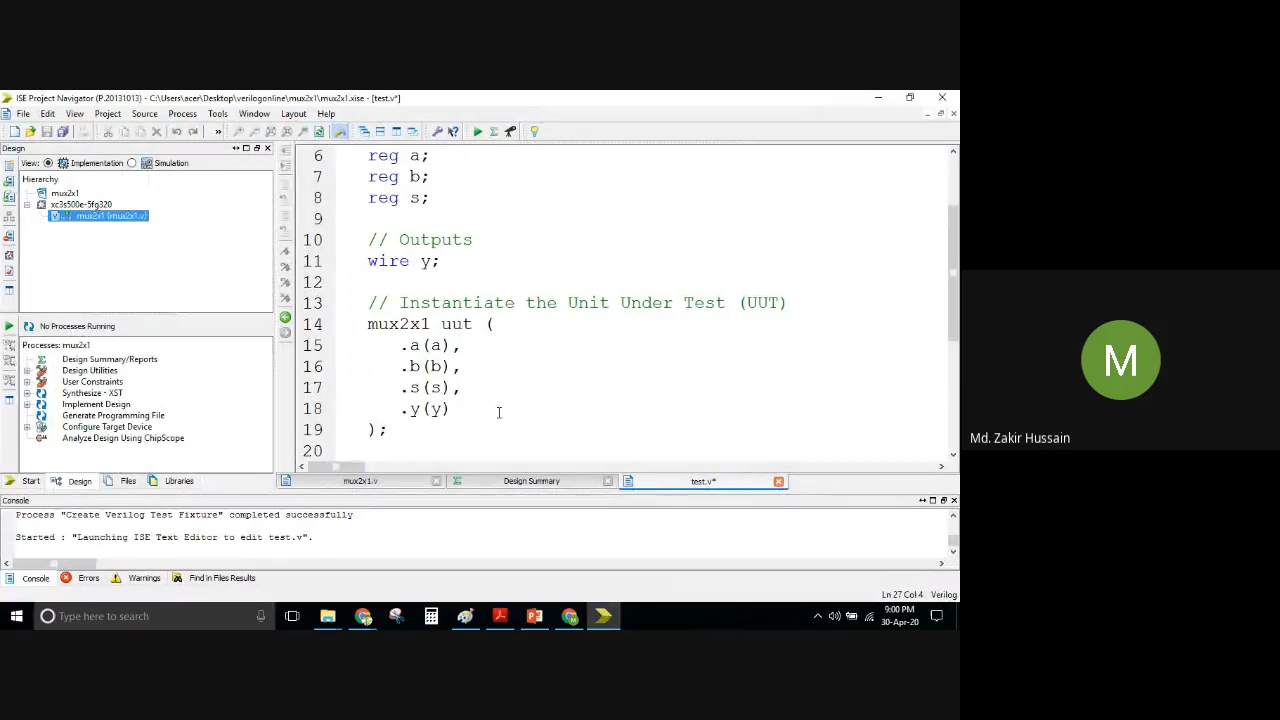 ISE Project Navigator (P.20131013) - C:\Users\acer\Desktop\verilogonline\mux2x1\mux2x1.xise - [test.v*]
File Edit View Project Source Process Tools Window Layout Help
Design
View: Implementation Simulation
Hierarchy
mux2x1
xc3s500e-5fg320
mux2x1 (mux2x1.v)
No Processes Running
Processes: mux2x1
Design Summary/Reports
Design Utilities
User Constraints
Synthesize - XST
Implement Design
Generate Programming File
Configure Target Device
Analyze Design Using ChipScope
Start Design Files Libraries
6 reg a;
7 reg b;
8 reg s;
9
10 // Outputs
11 wire y;
12
13 // Instantiate the Unit Under Test (UUT)
14 mux2x1 uut (
15 .a(a),
16 .b(b),
17 .s(s),
18 .y(y)
19 );
20
mux2x1.v Design Summary test.v*
Console
Process "Create Verilog Test Fixture" completed successfully
Started : "Launching ISE Text Editor to edit test.v".
Console Errors Warnings Find in Files Results
Ln 27 Col 4 Verilog
Type here to search
9:00 PM
30-Apr-20
M
Md. Zakir Hussain